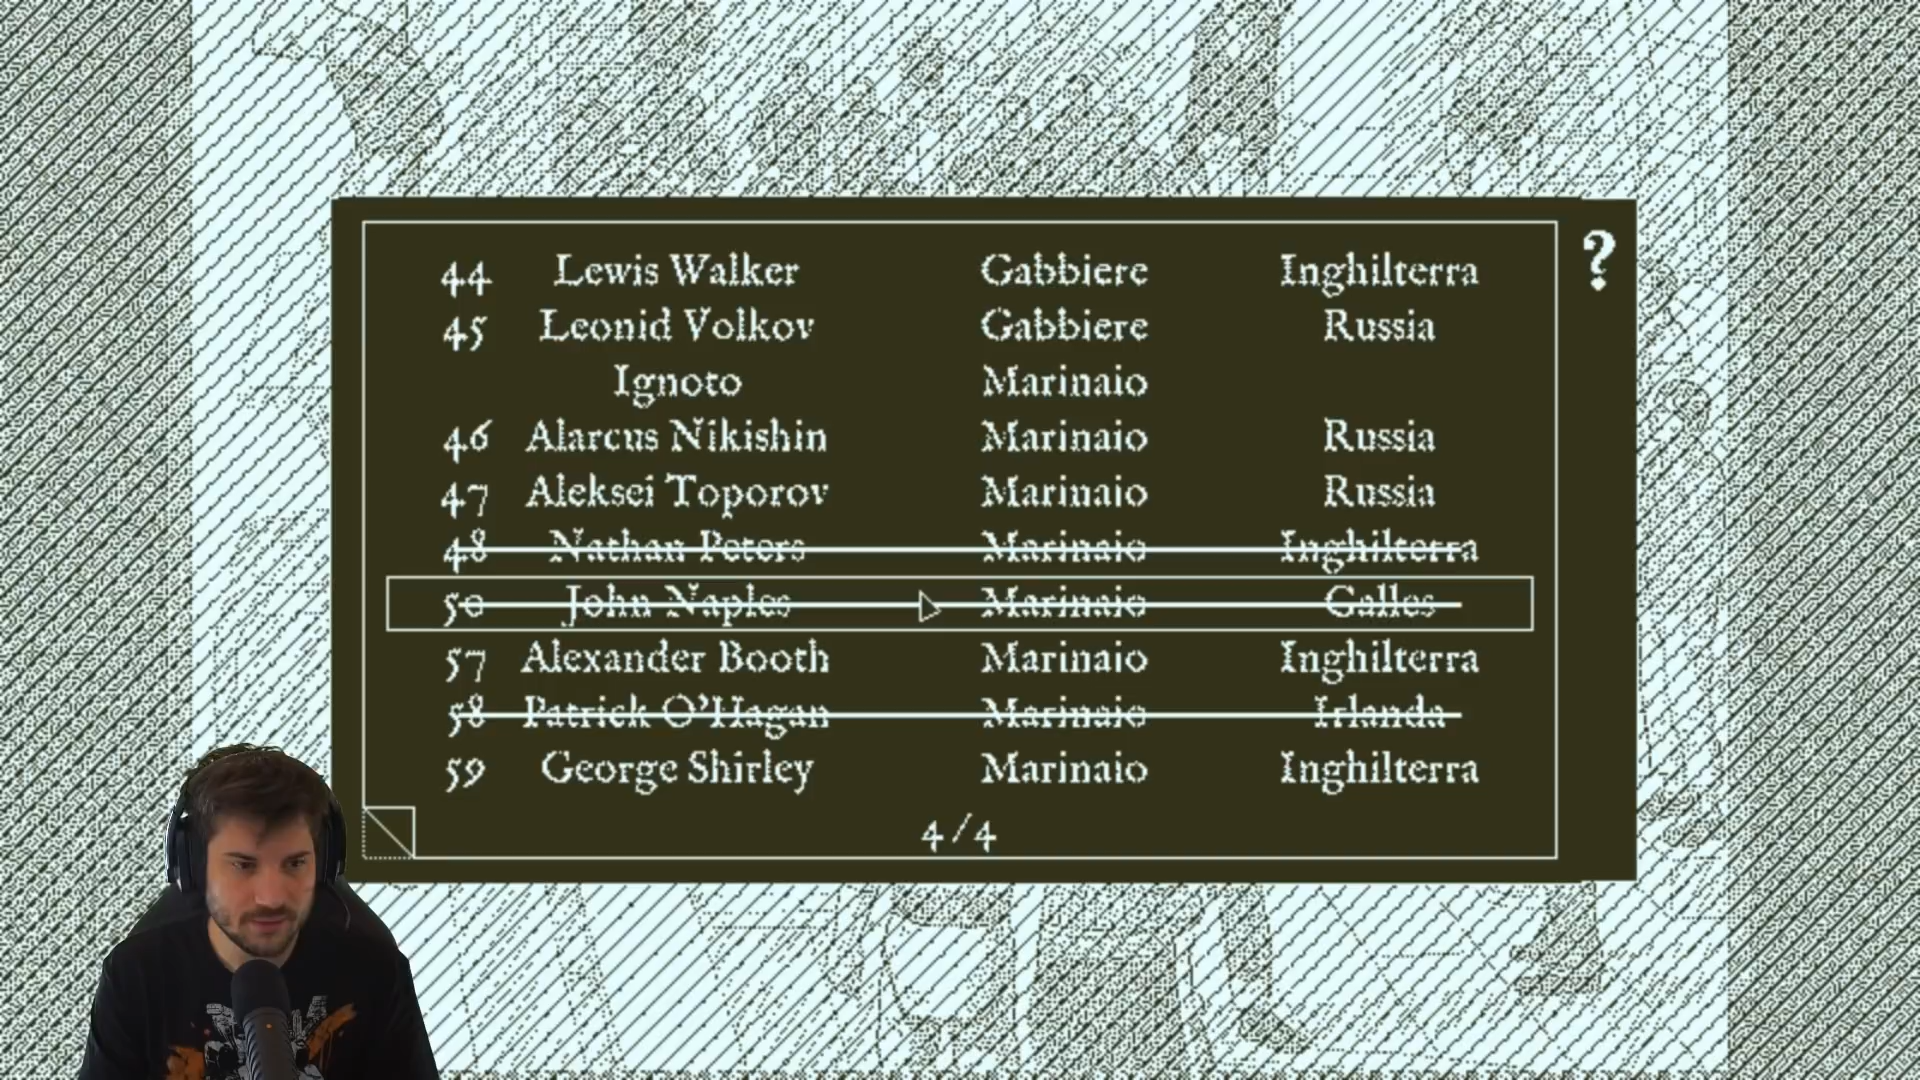 ?
44 Lewis Walker Gabbiere Inghilterra
45 Leonid Volkov Gabbiere Russia
Ignoto Marinaio
46 Alarcus Nikishin Marinaio Russia
47 Aleksei Toporov Marinaio Russia
48 Nathan Peters Marinaio Inghilterra
50 John Naples Marinaio Galles
57 Alexander Booth Marinaio Inghilterra
58 Patrick O'Hagan Marinaio Irlanda
59 George Shirley Marinaio Inghilterra
4/4